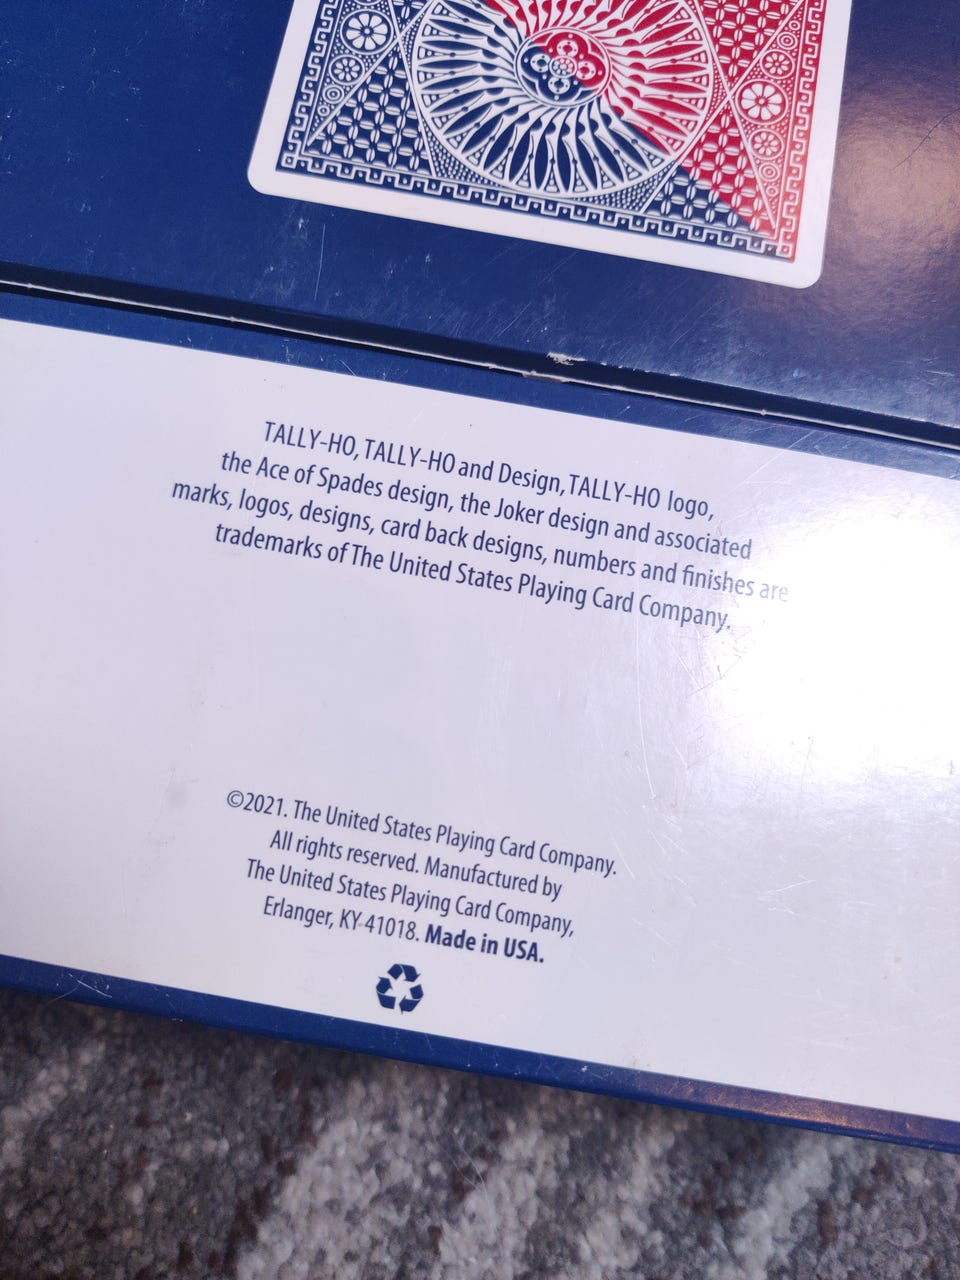 TALLY-HO, TALLY-HO and Design, TALLY-HO logo,
the Ace of Spades design, the Joker design and associated
marks, logos, designs, card back designs, numbers and finishes are
trademarks of The United States Playing Card Company.
©2021. The United States Playing Card Company.
All rights reserved. Manufactured by
The United States Playing Card Company,
Erlanger, KY 41018. Made in USA.